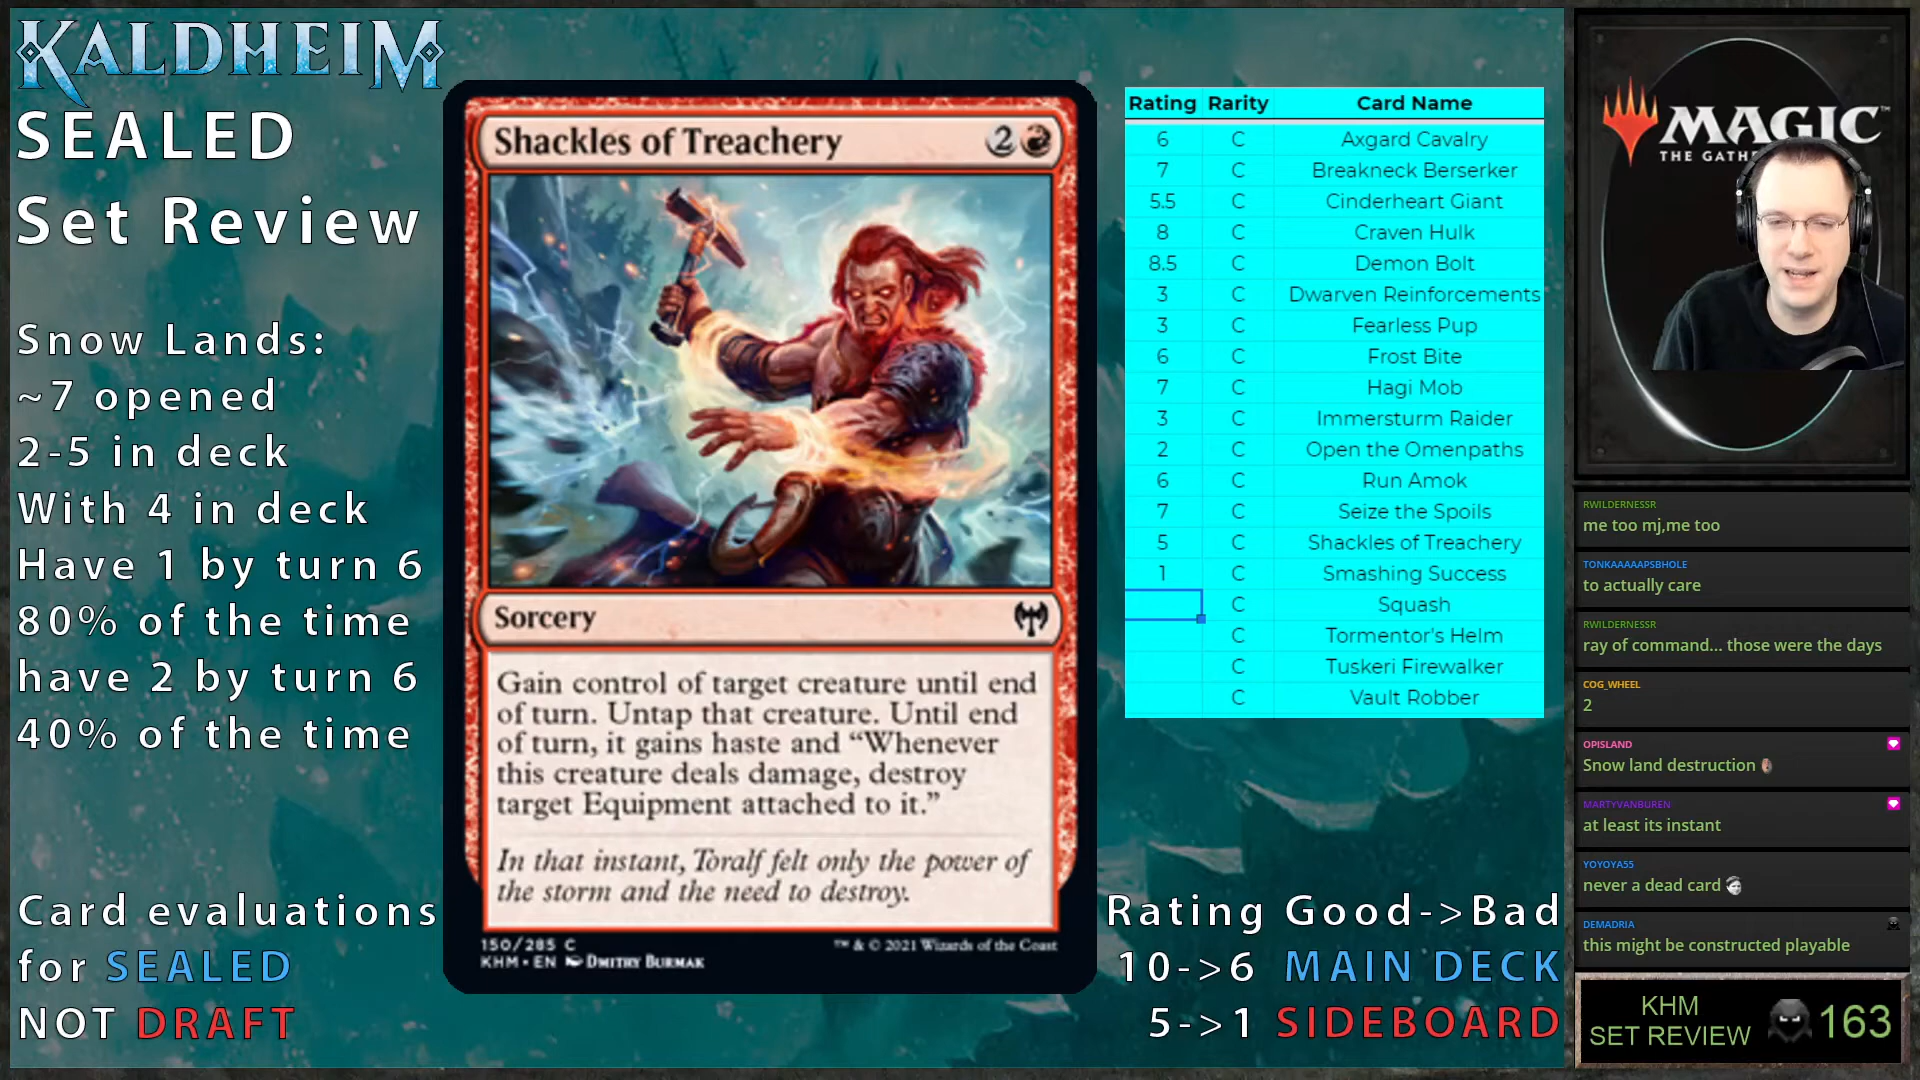 KALDHEIM
SEALED
Set Review
Snow Lands:
~7 opened
2-5 in deck
With 4 in deck
Have 1 by turn 6
80% of the time
have 2 by turn 6
40% of the time
Card evaluations
for SEALED
NOT DRAFT
Shackles of Treachery 2
Sorcery
Gain control of target creature until end
of turn. Untap that creature. Until end
of turn, it gains haste and “Whenever
this creature deals damage, destroy
target Equipment attached to it.”
In that instant, Toralf felt only the power of
the storm and the need to destroy.
150/285 C
™ & © 2021 Wizards of the Coast
KHM • EN Dmitry Burmak
Rating Rarity Card Name
6 C Axgard Cavalry
7 C Breakneck Berserker
5.5 C Cinderheart Giant
8 C Craven Hulk
8.5 C Demon Bolt
3 C Dwarven Reinforcements
3 C Fearless Pup
6 C Frost Bite
7 C Hagi Mob
3 C Immersturm Raider
2 C Open the Omenpaths
6 C Run Amok
7 C Seize the Spoils
5 C Shackles of Treachery
1 C Smashing Success
C Squash
C Tormentor's Helm
C Tuskeri Firewalker
C Vault Robber
Rating Good->Bad
10->6 MAIN DECK
5->1 SIDEBOARD
MAGIC™
THE GATH
RWILDERNESSR
me too mj,me too
TONKAAAAAPSBHOLE
to actually care
RWILDERNESSR
ray of command... those were the days
COG_WHEEL
2
OPISLAND
Snow land destruction
MARTYVANBUREN
at least its instant
YOYOYA55
never a dead card
DEMADRIA
this might be constructed playable
KHM
SET REVIEW
163